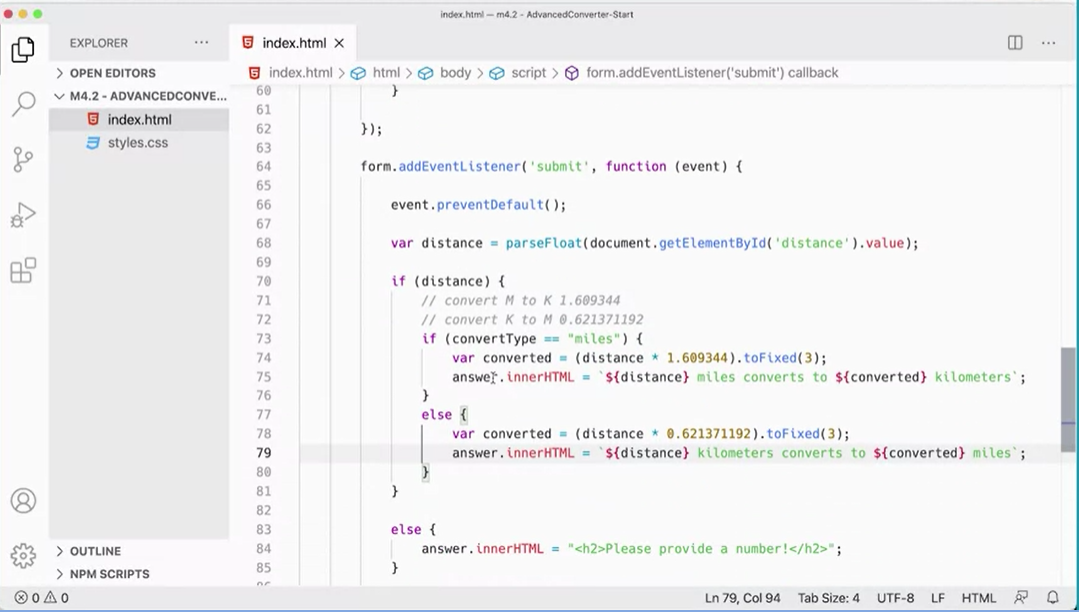 index.html — m4.2 - AdvancedConverter-Start
EXPLORER ···
index.html ×
OPEN EDITORS
index.html > html > body > script > form.addEventListener('submit') callback
M4.2 - ADVANCEDCONVE...
index.html
styles.css
60 }
61
62 });
63
64 form.addEventListener('submit', function (event) {
65
66 event.preventDefault();
67
68 var distance = parseFloat(document.getElementById('distance').value);
69
70 if (distance) {
71 // convert M to K 1.609344
72 // convert K to M 0.621371192
73 if (convertType == "miles") {
74 var converted = (distance * 1.609344).toFixed(3);
75 answer.innerHTML = `${distance} miles converts to ${converted} kilometers`;
76 }
77 else {
78 var converted = (distance * 0.621371192).toFixed(3);
79 answer.innerHTML = `${distance} kilometers converts to ${converted} miles`;
80 }
81 }
82
83 else {
84 answer.innerHTML = "<h2>Please provide a number!</h2>";
85 }
OUTLINE
NPM SCRIPTS
0 0 Ln 79, Col 94 Tab Size: 4 UTF-8 LF HTML